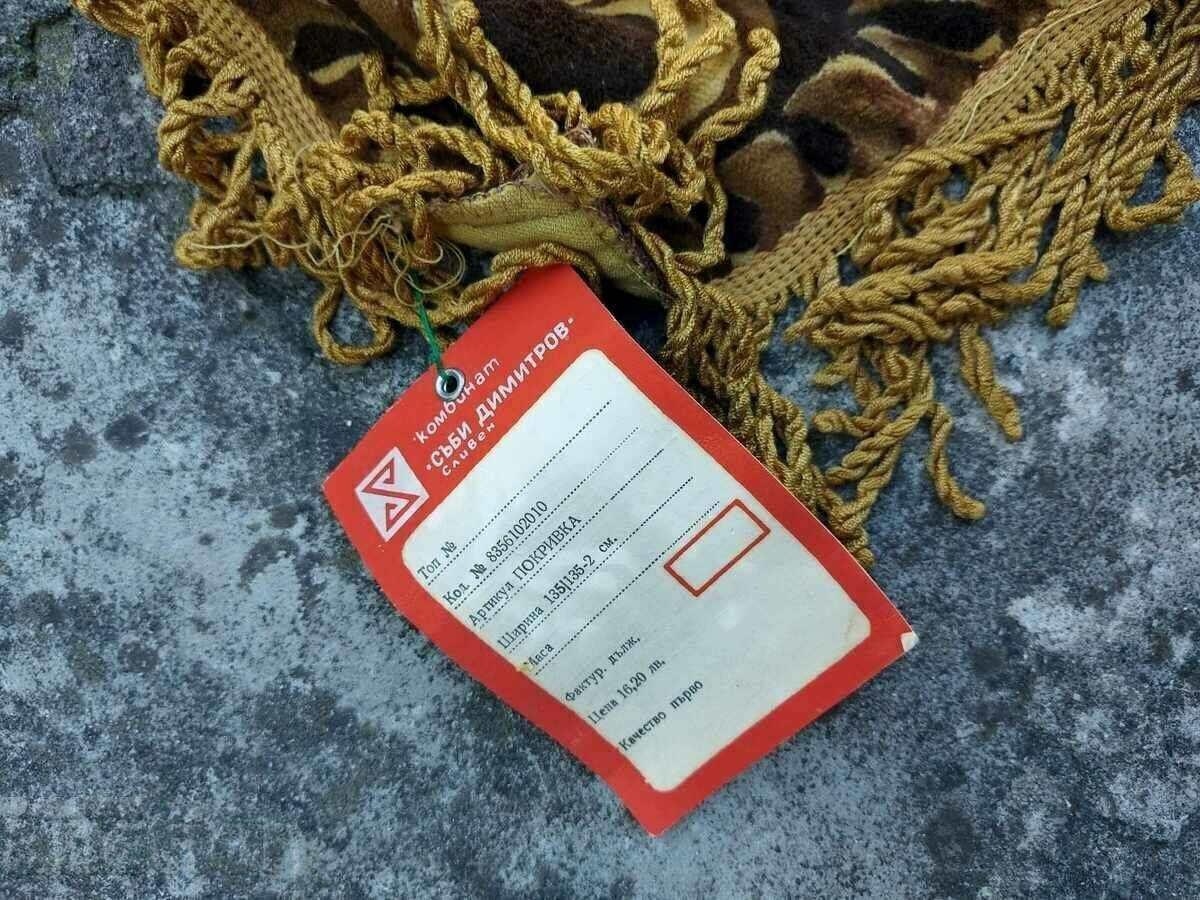 Комбинат
"СЪБИ ДИМИТРОВ"
Сливен
Топ №
Кол. № 8356102010
Артикул ПОКРИВКА
Ширина 135|135-2 см.
Маса
Фактур. дълж.
Цена 16,20 лв.
Качество първо